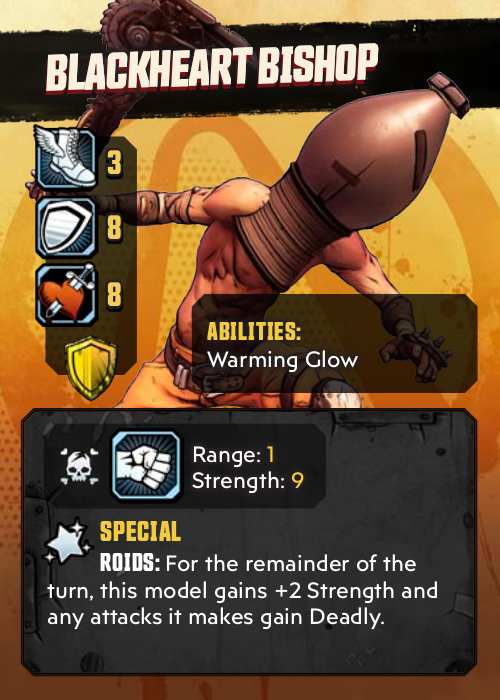 BLACKHEART BISHOP
3
8
8
ABILITIES:
Warming Glow
Range: 1
Strength: 9
SPECIAL
ROIDS: For the remainder of the
turn, this model gains +2 Strength and
any attacks it makes gain Deadly.